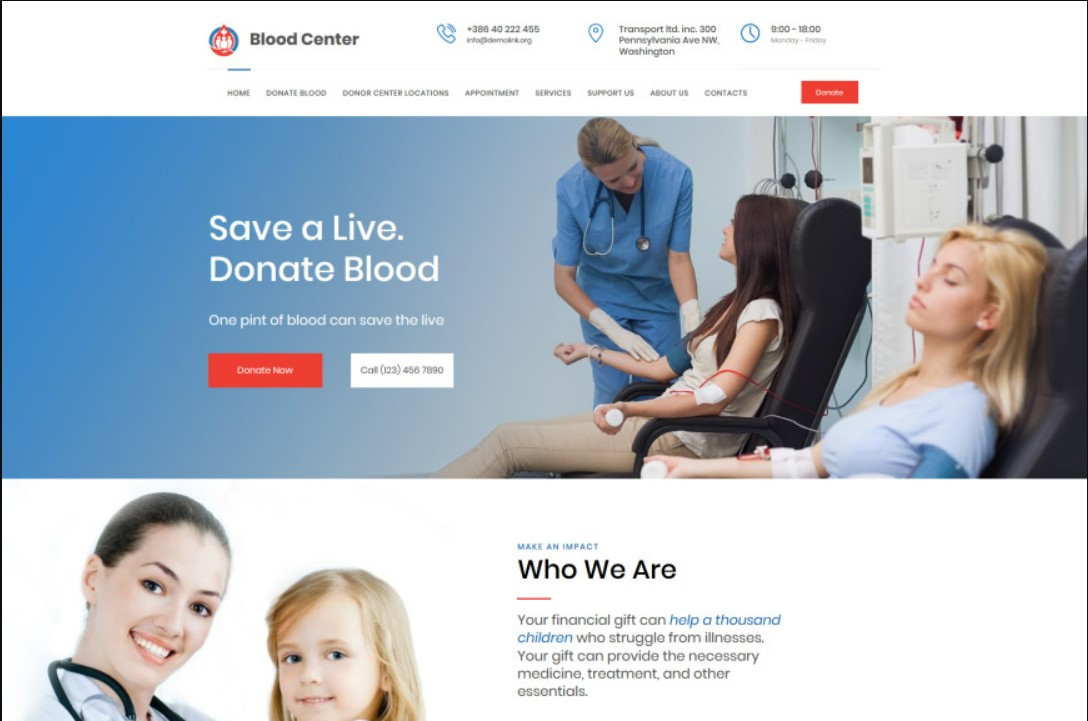 Blood Center
+386 40 222 455
info@demolink.org
Transport ltd. inc. 300
Pennsylvania Ave NW,
Washington
9:00 - 18:00
Monday - Friday
HOME DONATE BLOOD DONOR CENTER LOCATIONS APPOINTMENT SERVICES SUPPORT US ABOUT US CONTACTS Donate
Save a Live.
Donate Blood
One pint of blood can save the live
Donate Now Call (123) 456 7890
MAKE AN IMPACT
Who We Are
Your financial gift can help a thousand
children who struggle from illnesses.
Your gift can provide the necessary
medicine, treatment, and other
essentials.